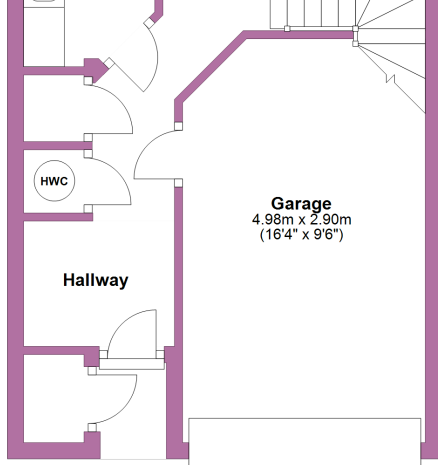 HWC
Garage
4.98m x 2.90m
(16'4" x 9'6")
Hallway